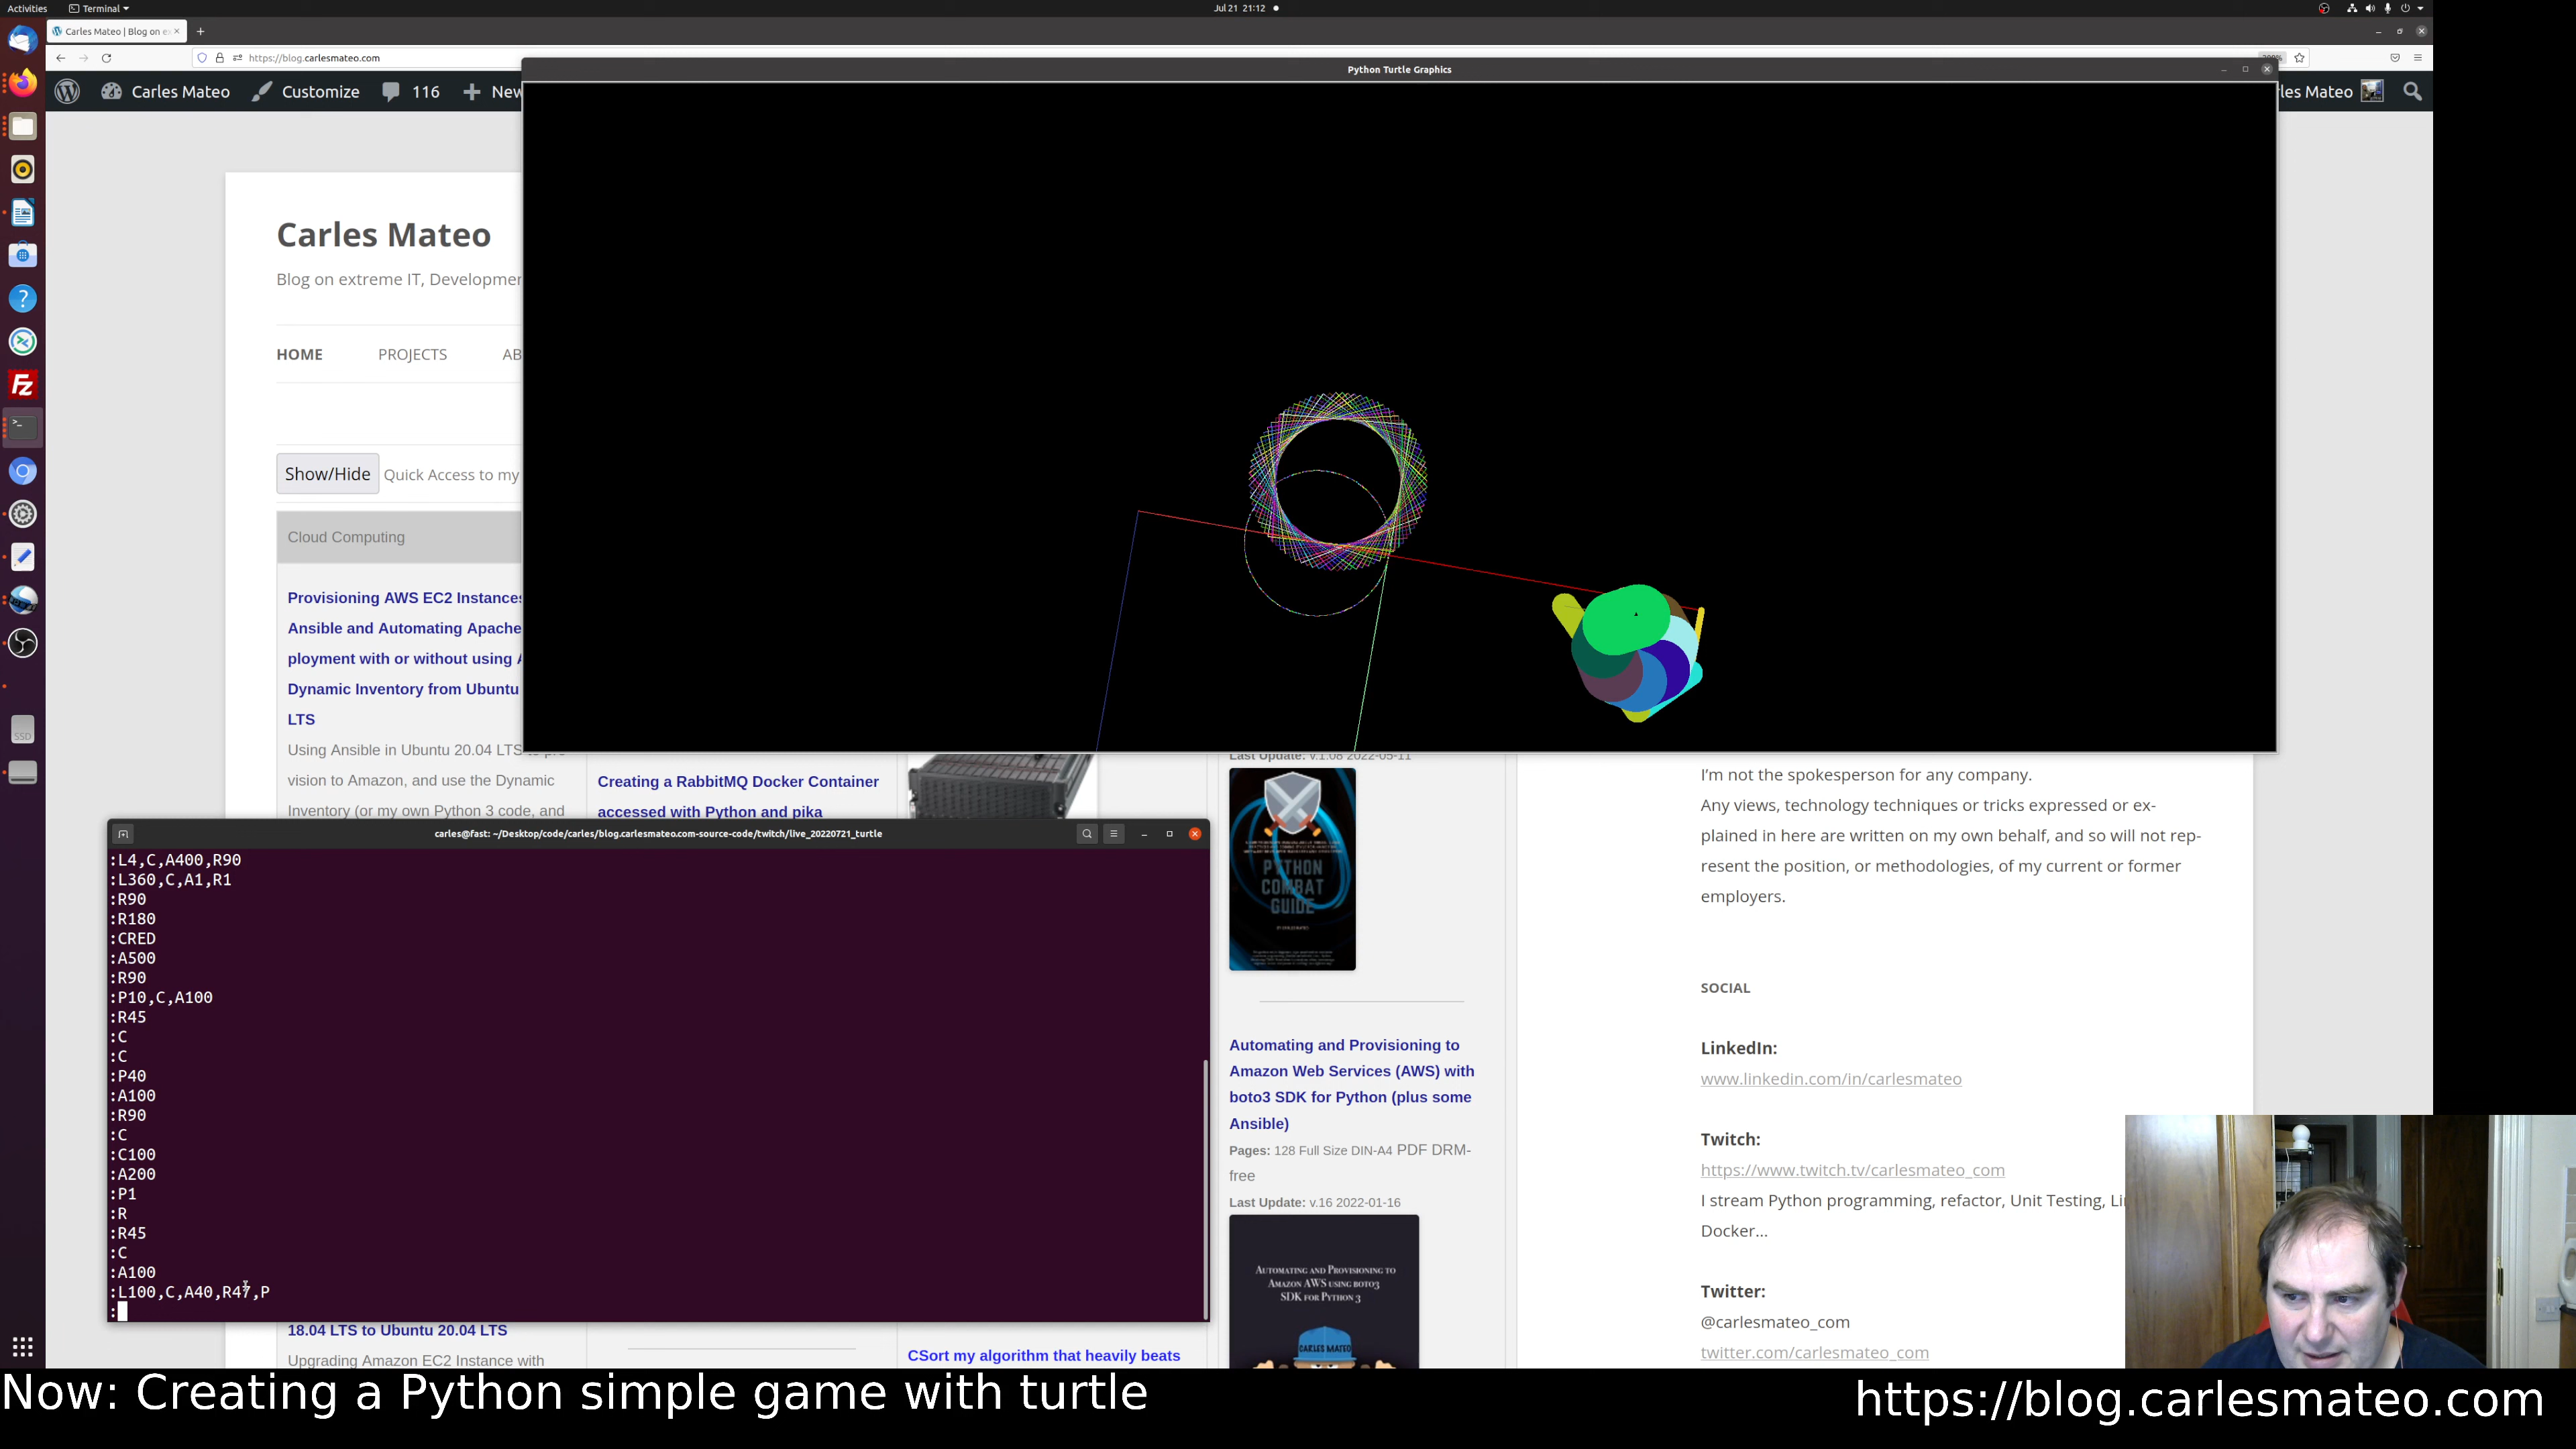 Activities
Terminal
Jul 21 21:12
Carles Mateo | Blog on e
https://blog.carlesmateo.com
Python Turtle Graphics
Carles Mateo
Customize
116
New
les Mateo
Carles Mateo
Blog on extreme IT, Developmen
HOME
PROJECTS
AB
Show/Hide
Quick Access to my
Cloud Computing
Provisioning AWS EC2 Instances
Ansible and Automating Apache
ployment with or without using
Dynamic Inventory from Ubuntu
LTS
Using Ansible in Ubuntu 20.04 LTS to pre
vision to Amazon, and use the Dynamic
Inventory (or my own Python 3 code, and
Creating a RabbitMQ Docker Container
accessed with Python and pika
Last Update: v.1.08 2022-05-11
PYTHON
COMBAT
GUIDE
carles@fast: ~/Desktop/code/carles/blog.carlesmateo.com-source-code/twitch/live_20220721_turtle
:L4,C,A400,R90
:L360,C,A1,R1
:R90
:R180
:CRED
:A500
:R90
:P10,C,A100
:R45
:C
:C
:P40
:A100
:R90
:C
:C100
:A200
:P1
:R
:R45
:C
:A100
:L100,C,A40,R47,P
:
18.04 LTS to Ubuntu 20.04 LTS
Upgrading Amazon EC2 Instance with
CSort my algorithm that heavily beats
Automating and Provisioning to
Amazon Web Services (AWS) with
boto3 SDK for Python (plus some
Ansible)
Pages: 128 Full Size DIN-A4 PDF DRM-
free
Last Update: v.16 2022-01-16
AUTOMATING AND PROVISIONING TO
AMAZON AWS USING BOTO3
SDK FOR PYTHON 3
CARLES MATEO
I'm not the spokesperson for any company.
Any views, technology techniques or tricks expressed or ex-
plained in here are written on my own behalf, and so will not rep-
resent the position, or methodologies, of my current or former
employers.
SOCIAL
LinkedIn:
www.linkedin.com/in/carlesmateo
Twitch:
https://www.twitch.tv/carlesmateo_com
I stream Python programming, refactor, Unit Testing, Li
Docker...
Twitter:
@carlesmateo_com
twitter.com/carlesmateo_com
Now: Creating a Python simple game with turtle
https://blog.carlesmateo.com